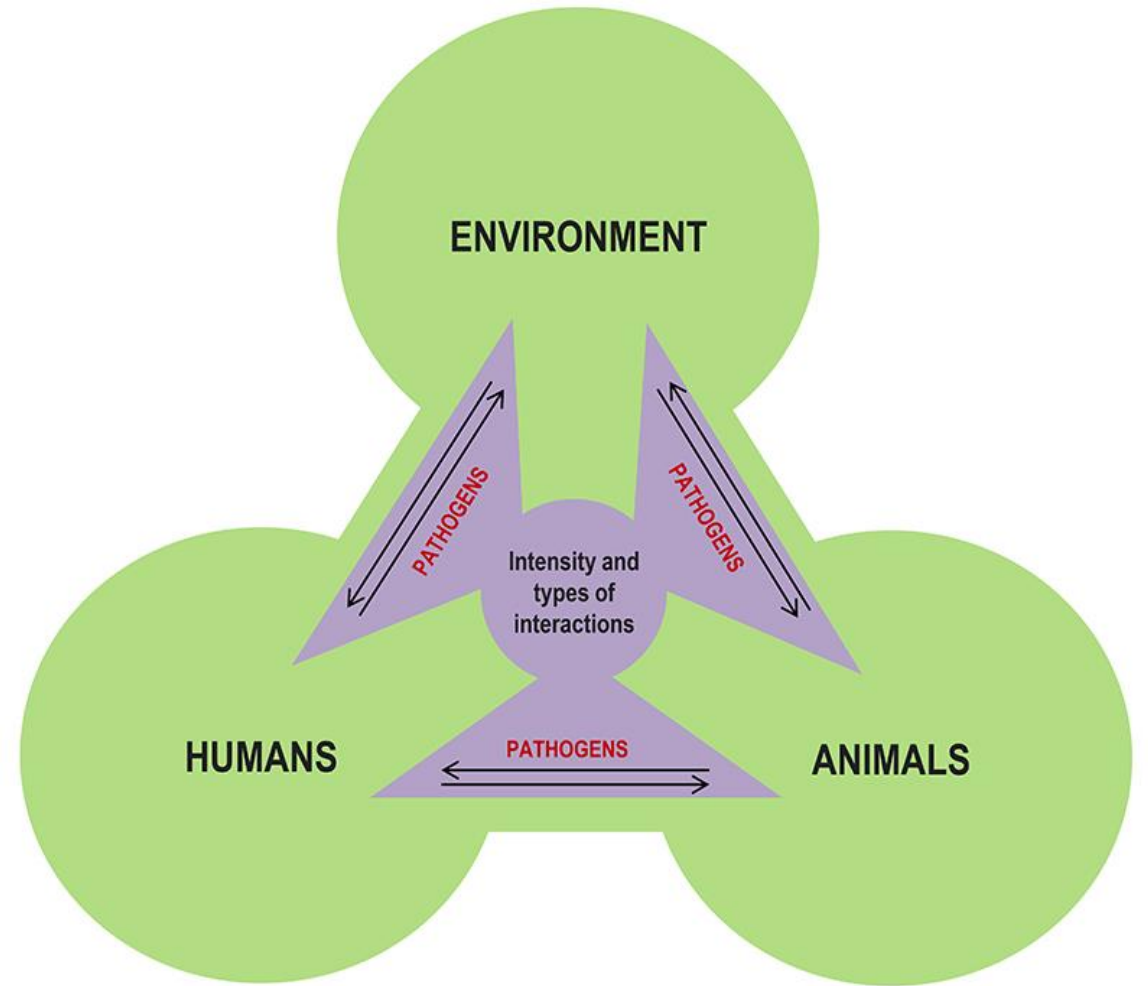 ENVIRONMENT
PATHOGENS
PATHOGENS
Intensity and
types of
interactions
HUMANS
PATHOGENS
ANIMALS